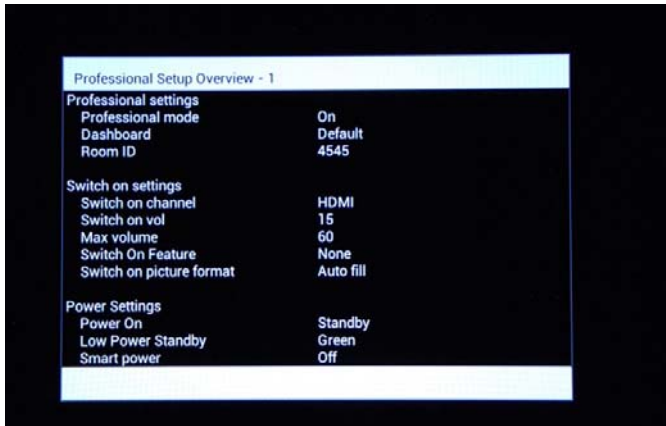 Professional Setup Overview - 1
Professional settings
Professional mode On
Dashboard Default
Room ID 4545
Switch on settings
Switch on channel HDMI
Switch on vol 15
Max volume 60
Switch On Feature None
Switch on picture format Auto fill
Power Settings
Power On Standby
Low Power Standby Green
Smart power Off